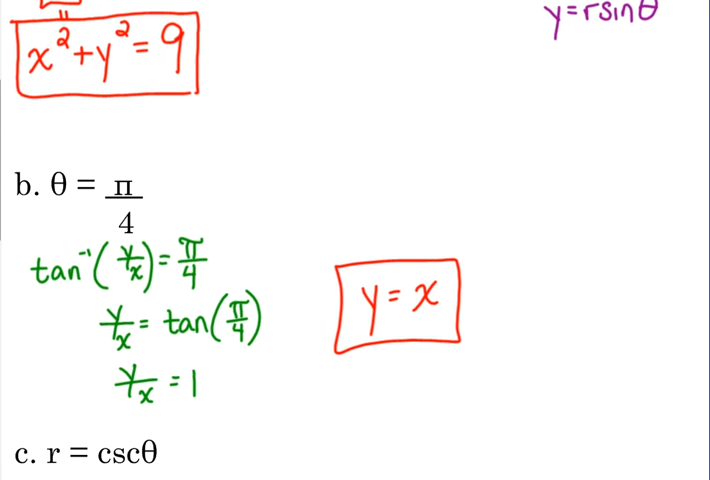 y=rsinθ
x²+y²=9
b. θ = π/4
tan⁻¹(y/x)=π/4
y/x= tan(π/4)
y/x=1
y=x
c. r = cscθ